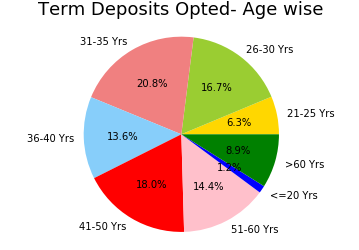 Term Deposits Opted- Age wise
31-35 Yrs
26-30 Yrs
20.8%
16.7%
21-25 Yrs
6.3%
36-40 Yrs
13.6%
8.9%
>60 Yrs
1.2%
18.0%
14.4%
<=20 Yrs
41-50 Yrs
51-60 Yrs